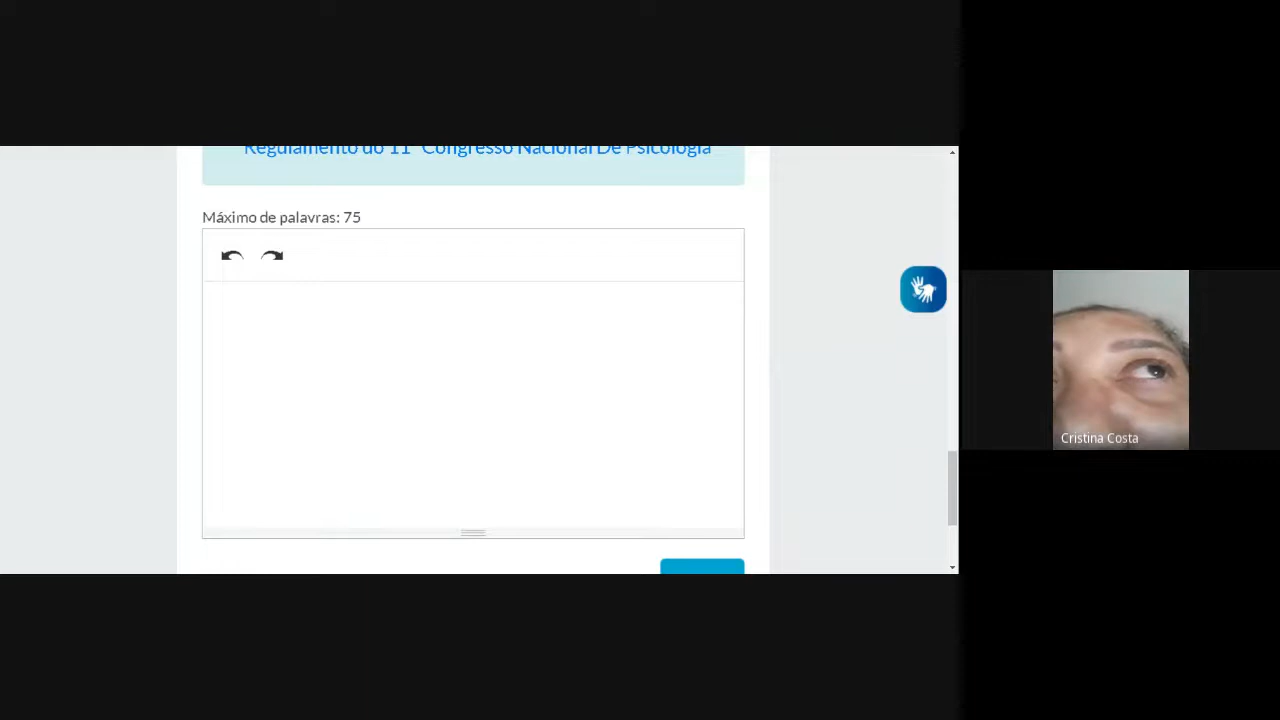 Regulamento do 11º Congresso Nacional De Psicologia
Máximo de palavras: 75
Cristina Costa